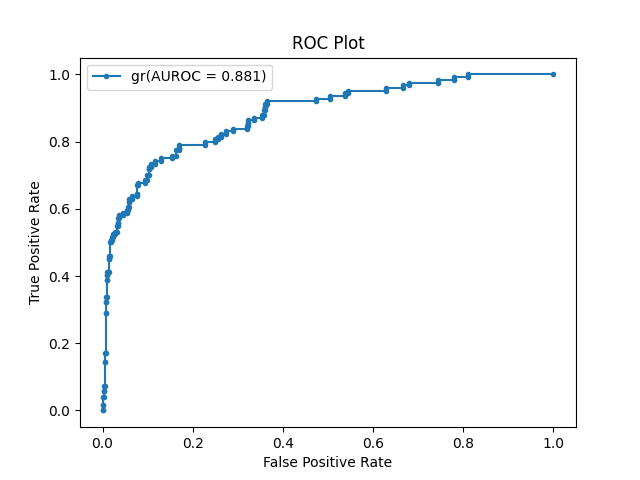 ROC Plot
gr(AUROC = 0.881)
True Positive Rate
1.0
0.8
0.6
0.4
0.2
0.0
0.0 0.2 0.4 0.6 0.8 1.0
False Positive Rate